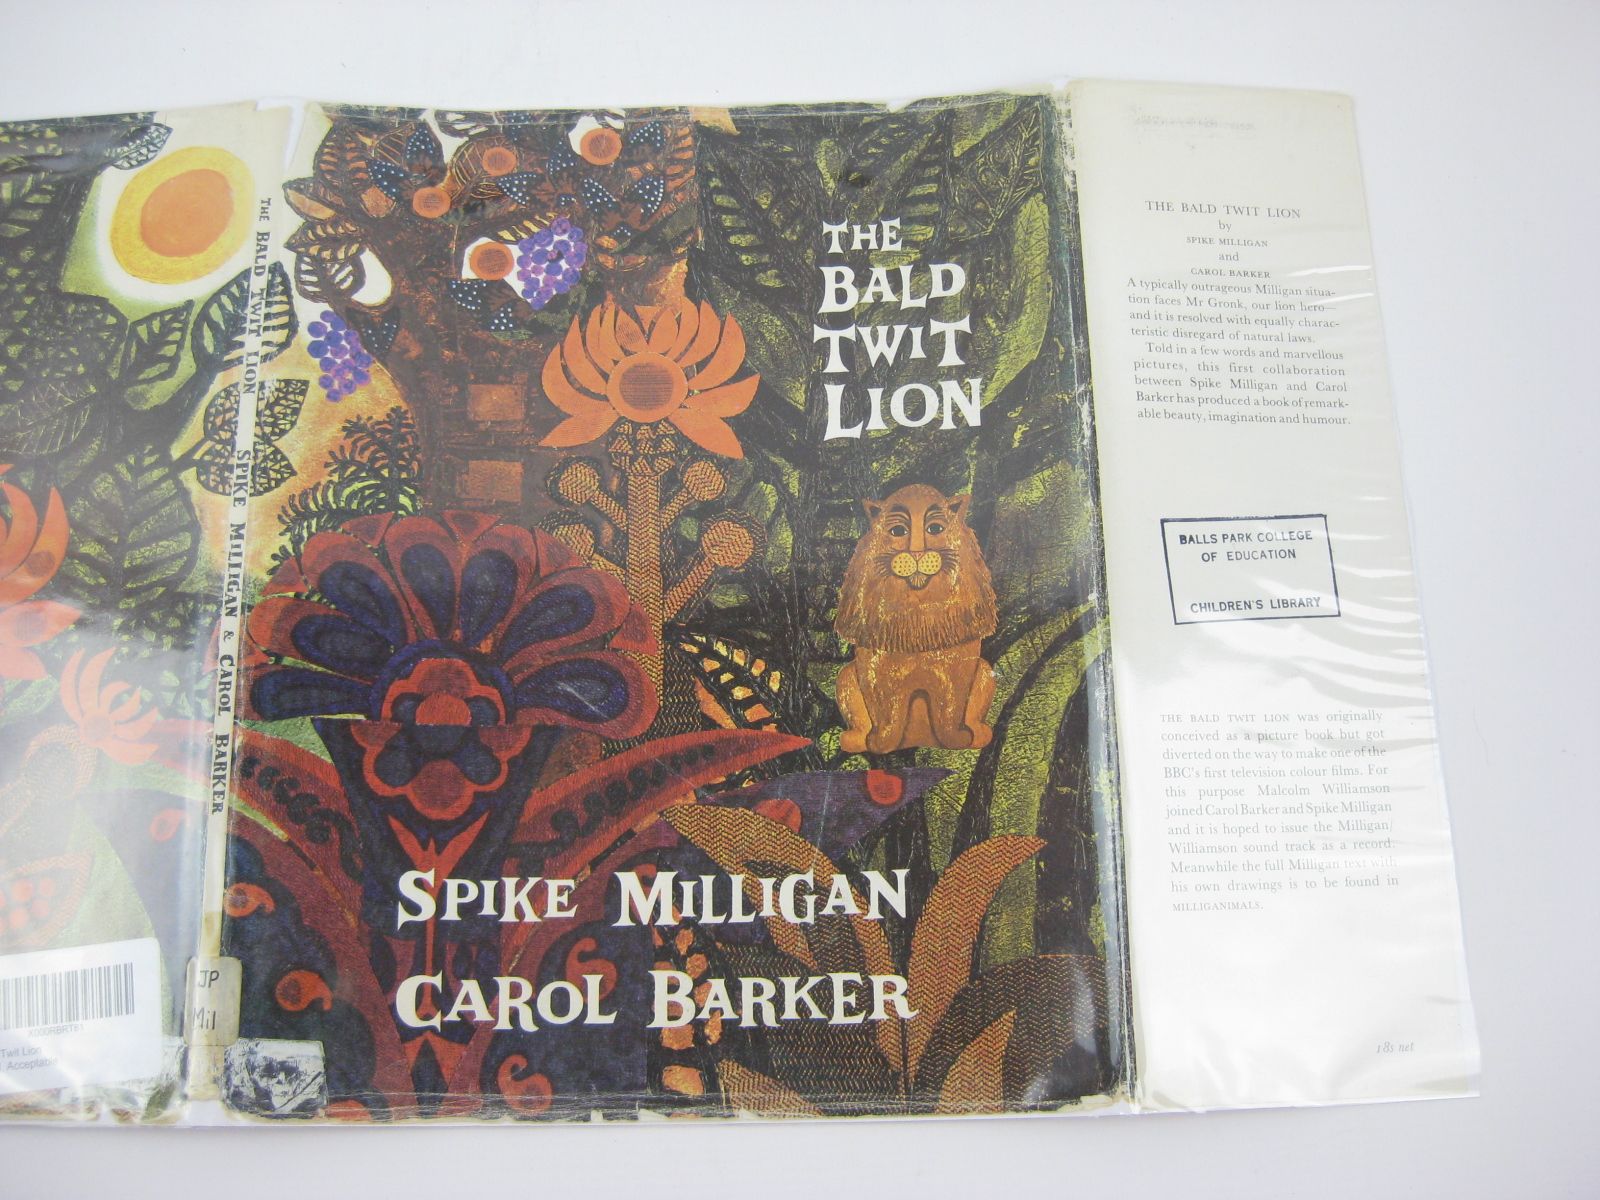 THE BALD TWIT LION
SPIKE MILLIGAN & CAROL BARKER
JP
Mil
X000RBRT61
Twit Lion
Acceptable
THE
BALD
TWIT
LION
SPIKE MILLIGAN
CAROL BARKER
THE BALD TWIT LION
by
SPIKE MILLIGAN
and
CAROL BARKER
A typically outrageous Milligan situa-
tion faces Mr Gronk, our lion hero—
and it is resolved with equally charac-
teristic disregard of natural laws.
Told in a few words and marvellous
pictures, this first collaboration
between Spike Milligan and Carol
Barker has produced a book of remark-
able beauty, imagination and humour.
BALLS PARK COLLEGE
OF EDUCATION
CHILDREN'S LIBRARY
THE BALD TWIT LION was originally
conceived as a picture book but got
diverted on the way to make one of the
BBC's first television colour films. For
this purpose Malcolm Williamson
joined Carol Barker and Spike Milligan
and it is hoped to issue the Milligan/
Williamson sound track as a record.
Meanwhile the full Milligan text with
his own drawings is to be found in
MILLIGANIMALS.
18s net